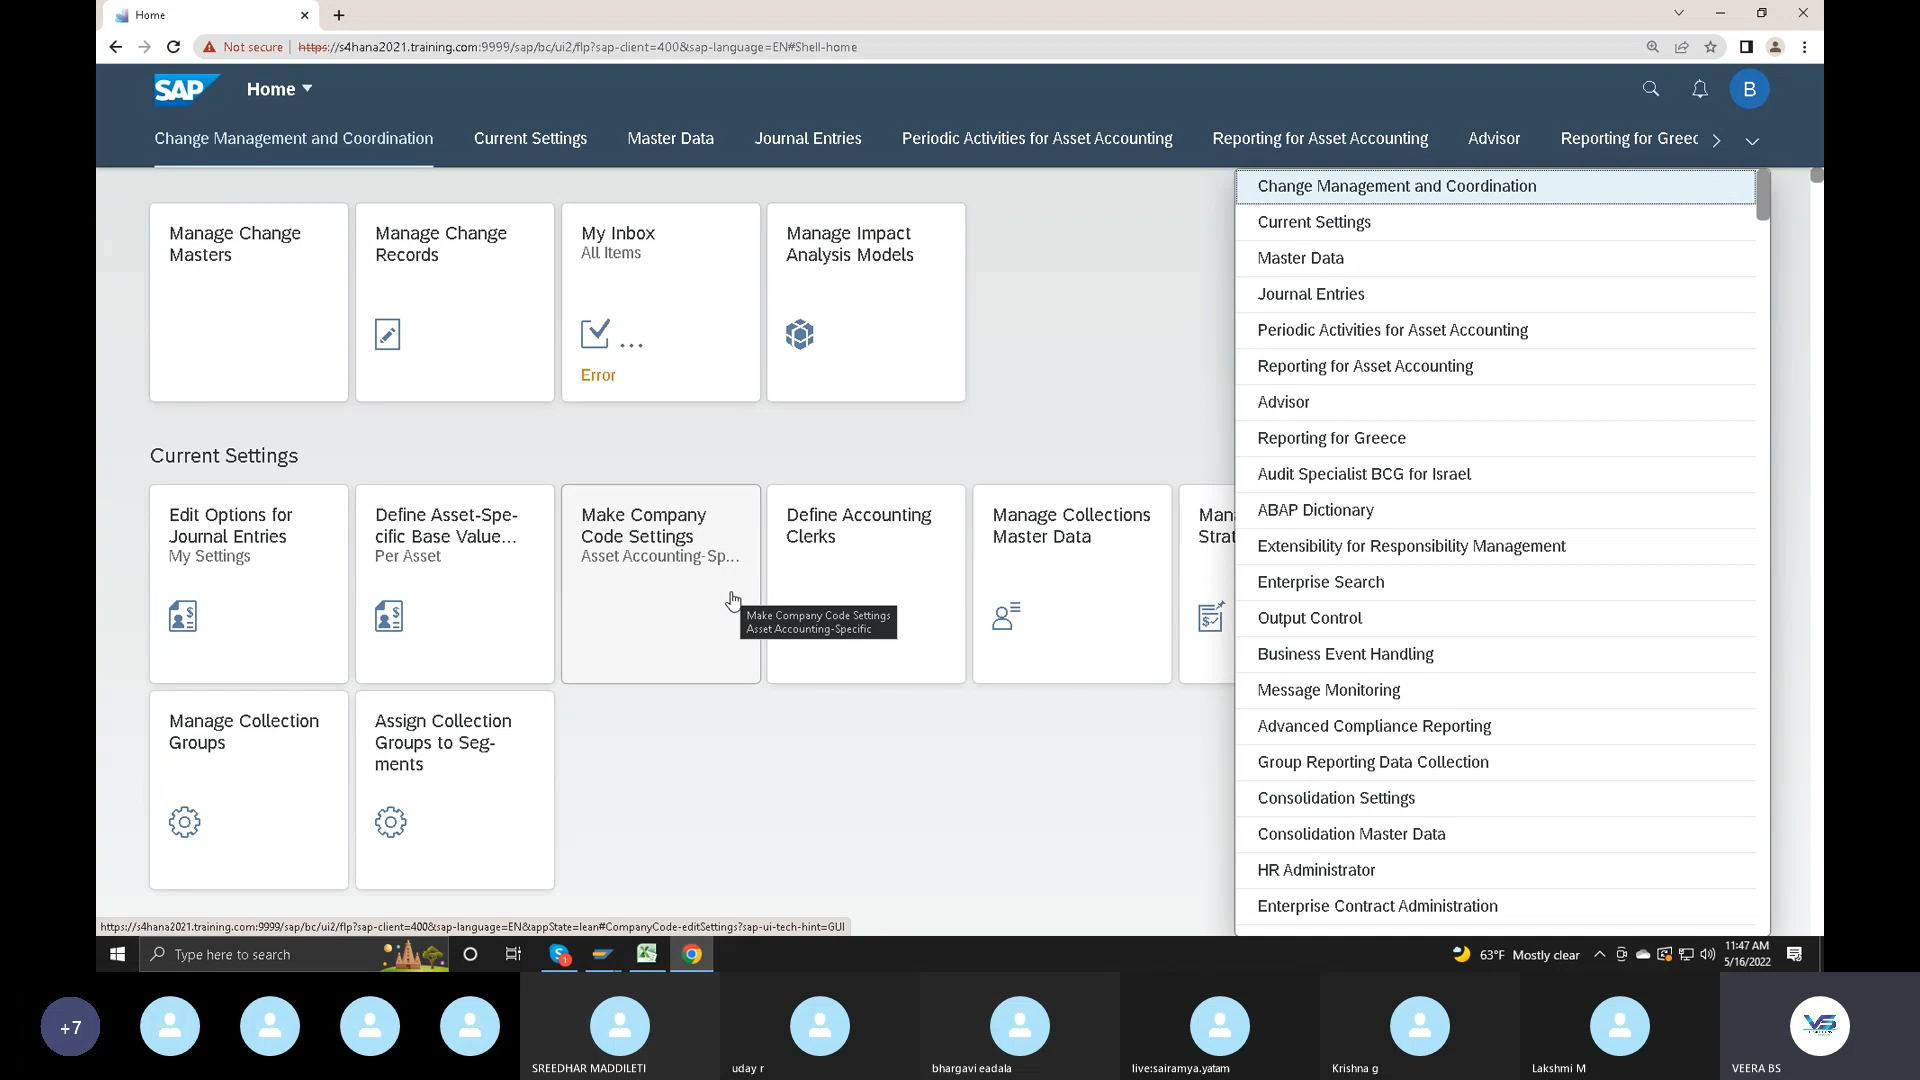 Home
Not secure
https://s4hana2021.training.com:9999/sap/bc/ui2/flp?sap-client=400&sap-language=EN#Shell-home
SAP
Home
B
Change Management and Coordination
Current Settings
Master Data
Journal Entries
Periodic Activities for Asset Accounting
Reporting for Asset Accounting
Advisor
Reporting for Greec
Manage Change
Masters
Manage Change
Records
My Inbox
All Items
...
Error
Manage Impact
Analysis Models
Current Settings
Edit Options for
Journal Entries
My Settings
Define Asset-Spe-
cific Base Value...
Per Asset
Make Company
Code Settings
Asset Accounting-Sp...
Make Company Code Settings
Asset Accounting-Specific
Define Accounting
Clerks
Manage Collections
Master Data
Man
Strat
Manage Collection
Groups
Assign Collection
Groups to Seg-
ments
Change Management and Coordination
Current Settings
Master Data
Journal Entries
Periodic Activities for Asset Accounting
Reporting for Asset Accounting
Advisor
Reporting for Greece
Audit Specialist BCG for Israel
ABAP Dictionary
Extensibility for Responsibility Management
Enterprise Search
Output Control
Business Event Handling
Message Monitoring
Advanced Compliance Reporting
Group Reporting Data Collection
Consolidation Settings
Consolidation Master Data
HR Administrator
Enterprise Contract Administration
https://s4hana2021.training.com:9999/sap/bc/ui2/flp?sap-client=400&sap-language=EN&appState=lean#CompanyCode-editSettings?sap-ui-tech-hint=GUI
Type here to search
1
63°F Mostly clear
11:47 AM
5/16/2022
+7
SREEDHAR MADDILETI
uday r
bhargavi eadala
live:sairamya.yatam
Krishna g
Lakshmi M
VS
VEERA BS